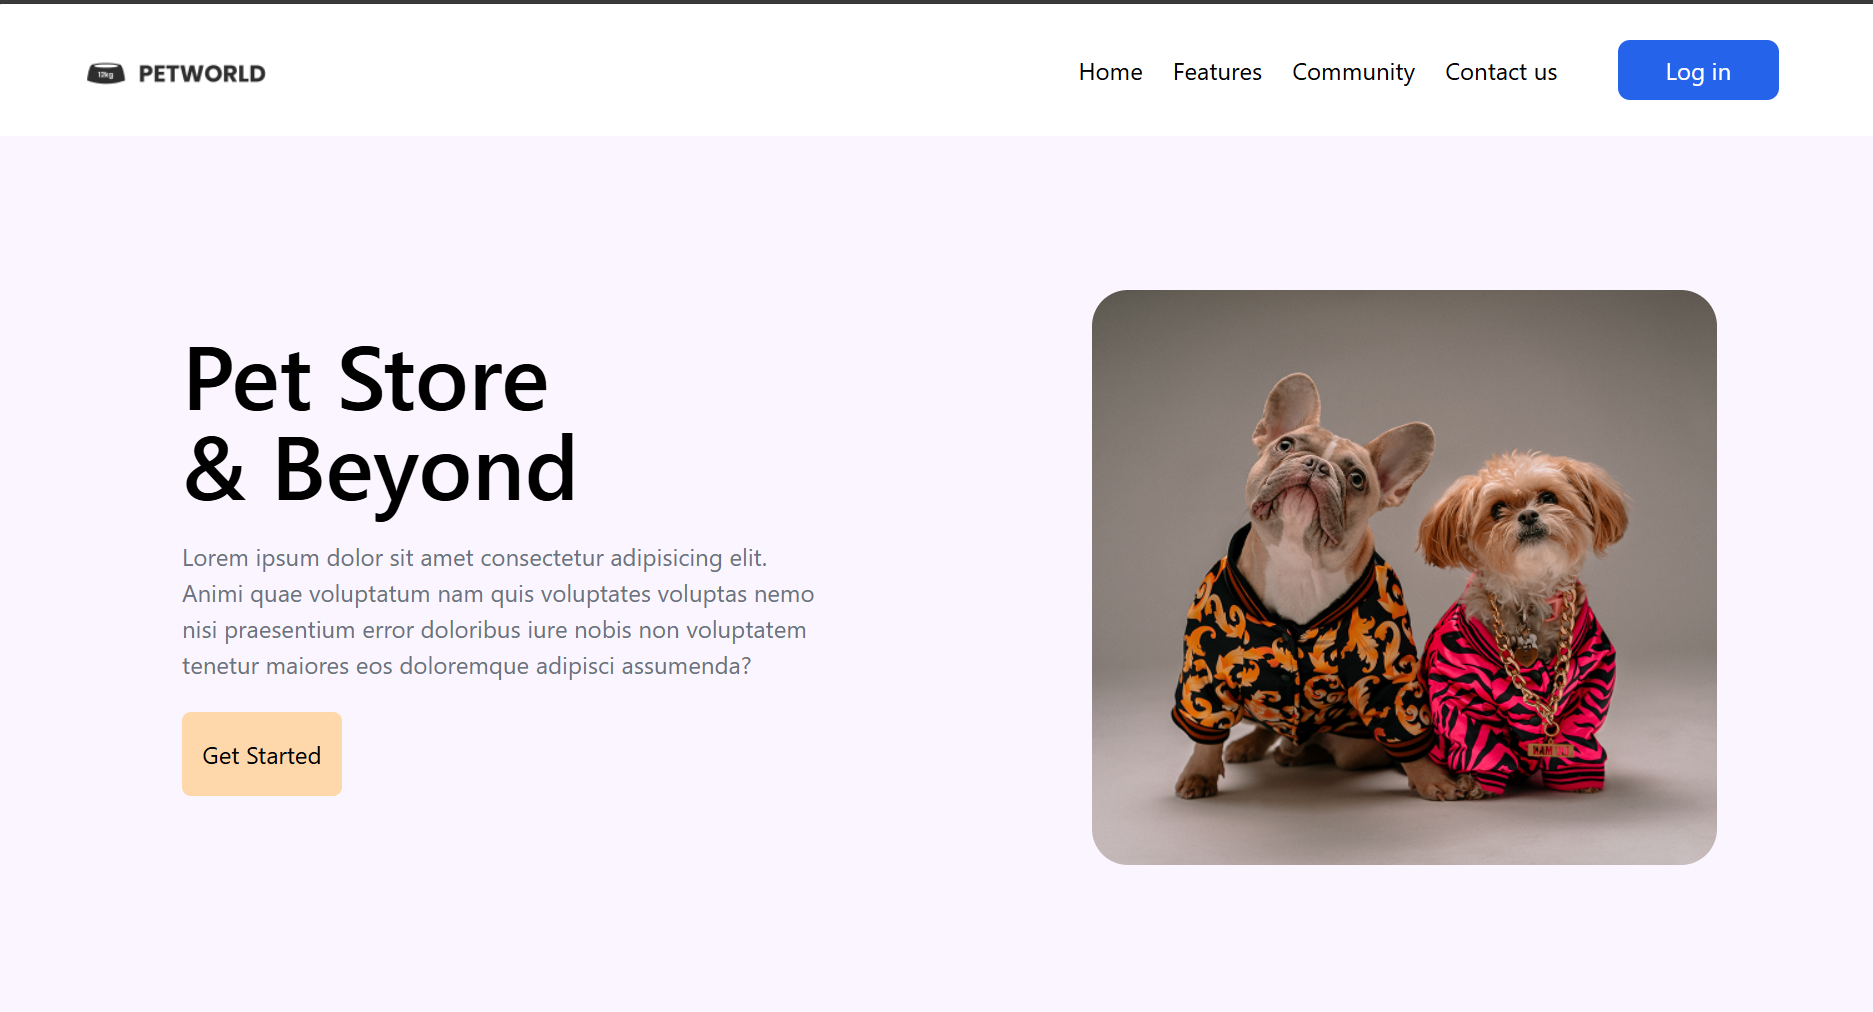 12kg PETWORLD
Home Features Community Contact us Log in
Pet Store
& Beyond
Lorem ipsum dolor sit amet consectetur adipisicing elit.
Animi quae voluptatum nam quis voluptates voluptas nemo
nisi praesentium error doloribus iure nobis non voluptatem
tenetur maiores eos doloremque adipisci assumenda?
Get Started